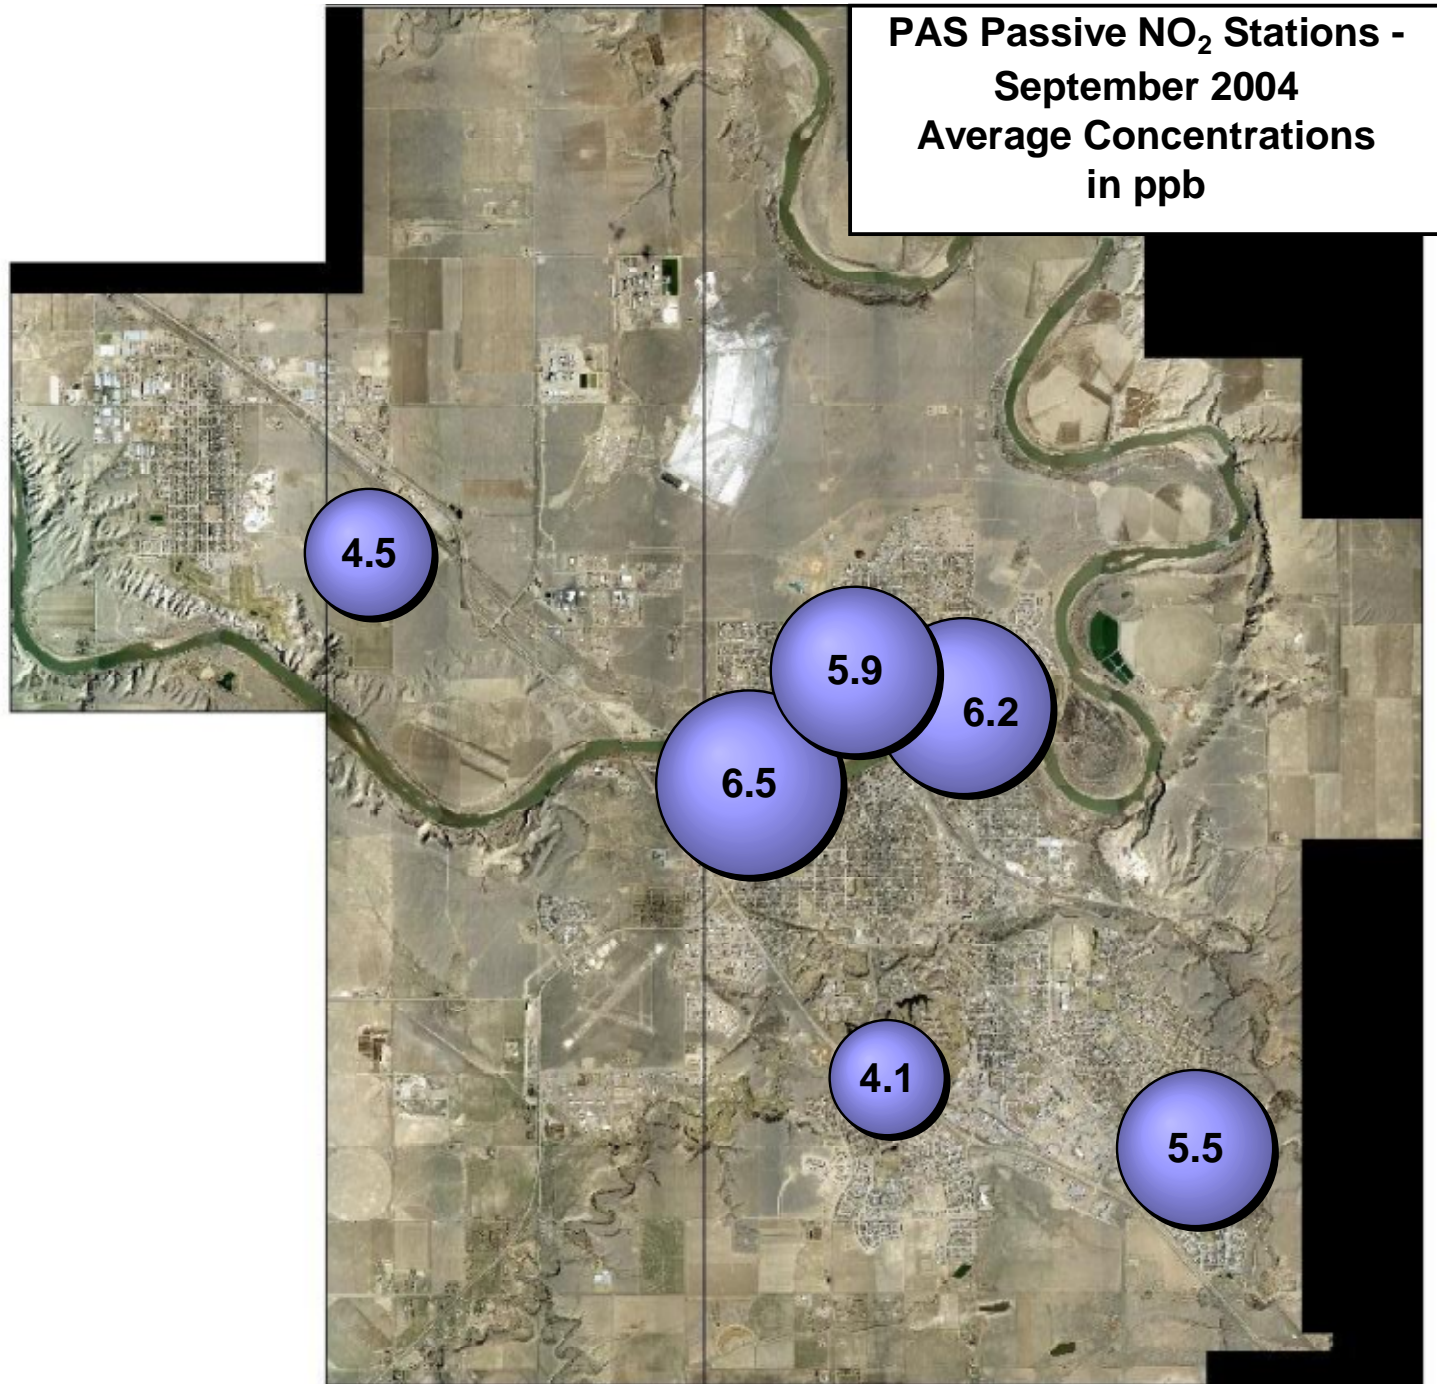 PAS Passive NO₂ Stations -
September 2004
Average Concentrations
in ppb
4.5
5.9
6.2
6.5
4.1
5.5